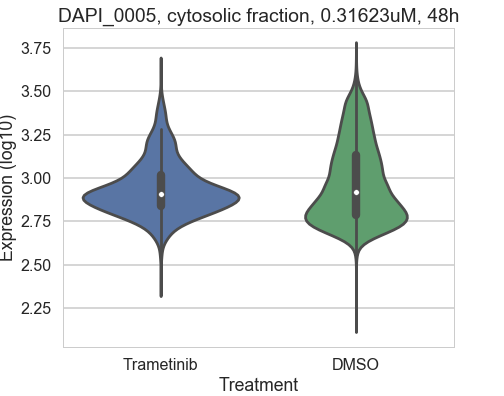 DAPI_0005, cytosolic fraction, 0.31623uM, 48h
Expression (log10)
3.75
3.50
3.25
3.00
2.75
2.50
2.25
Trametinib
DMSO
Treatment